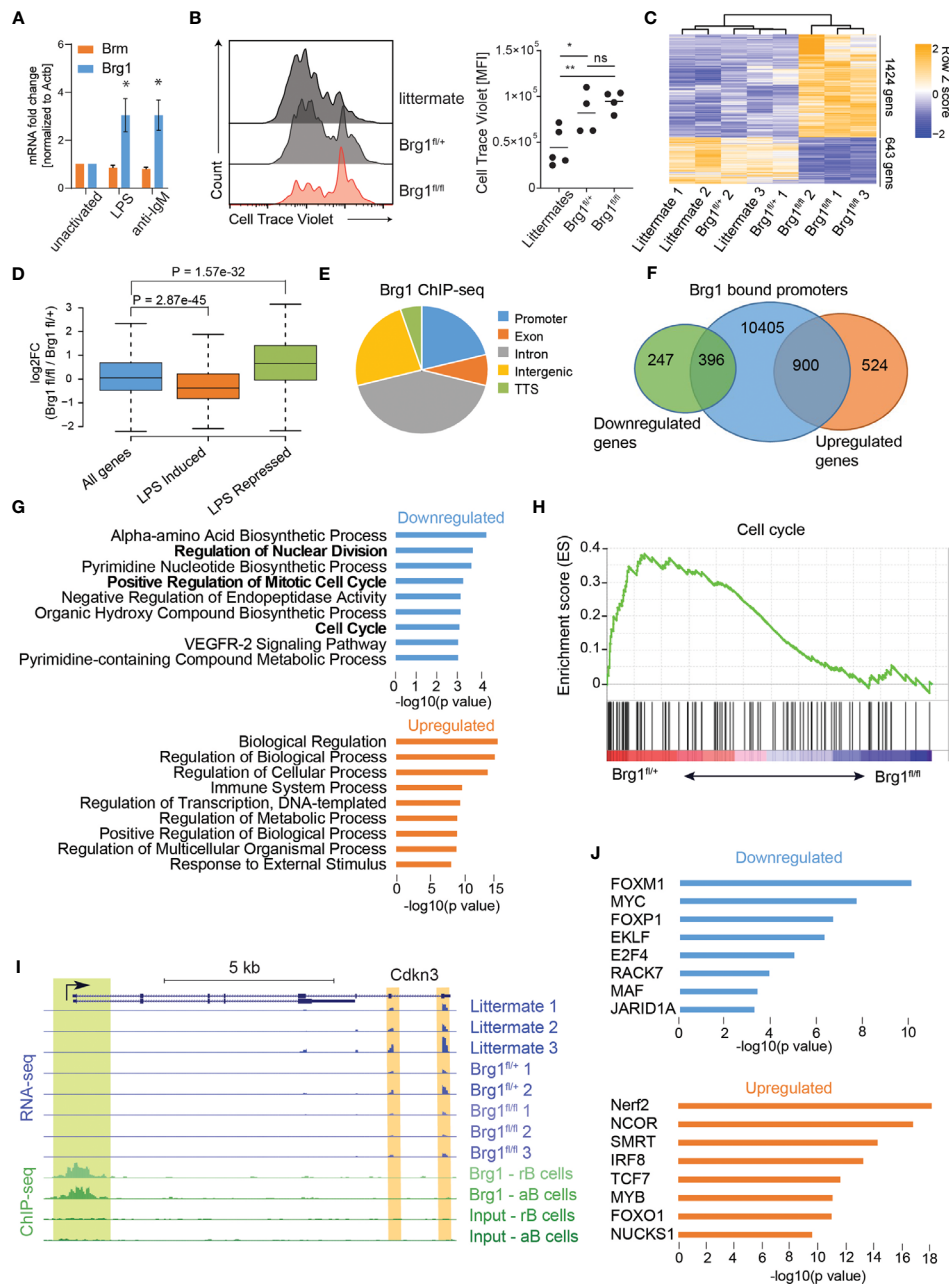 A
Brm
Brg1
mRNA fold change
[normalized to Actb]
6
4
2
0
*
*
unactivated
LPS
anti-IgM
B
Count
littermate
Brg1fl/+
Brg1fl/fl
Cell Trace Violet
Cell Trace Violet [MFI]
1.5×10⁵
1×10⁵
0.5×10⁵
0
*
ns
**
Littermates
Brg1fl/+
Brg1fl/fl
C
1424 gens
643 gens
Row Z score
2
0
−2
Littermate 1
Littermate 2
Brg1fl/+ 2
Littermate 3
Brg1fl/+ 1
Brg1fl/fl 2
Brg1fl/fl 1
Brg1fl/fl 3
D
P = 1.57e-32
P = 2.87e-45
log2FC
(Brg1 fl/fl / Brg1 fl/+)
3
2
1
0
−1
−2
All genes
LPS Induced
LPS Repressed
E
Brg1 ChIP-seq
Promoter
Exon
Intron
Intergenic
TTS
F
Brg1 bound promoters
10405
247
396
900
524
Downregulated
genes
Upregulated
genes
G
Downregulated
Alpha-amino Acid Biosynthetic Process
Regulation of Nuclear Division
Pyrimidine Nucleotide Biosynthetic Process
Positive Regulation of Mitotic Cell Cycle
Negative Regulation of Endopeptidase Activity
Organic Hydroxy Compound Biosynthetic Process
Cell Cycle
VEGFR-2 Signaling Pathway
Pyrimidine-containing Compound Metabolic Process
0 1 2 3 4
-log10(p value)
Upregulated
Biological Regulation
Regulation of Biological Process
Regulation of Cellular Process
Immune System Process
Regulation of Transcription, DNA-templated
Regulation of Metabolic Process
Positive Regulation of Biological Process
Regulation of Multicellular Organismal Process
Response to External Stimulus
0 5 10 15
-log10(p value)
H
Cell cycle
Enrichment score (ES)
0.4
0.3
0.2
0.1
0
Brg1fl/+
Brg1fl/fl
I
5 kb
Cdkn3
RNA-seq
Littermate 1
Littermate 2
Littermate 3
Brg1fl/+ 1
Brg1fl/+ 2
Brg1fl/fl 1
Brg1fl/fl 2
Brg1fl/fl 3
ChIP-seq
Brg1 - rB cells
Brg1 - aB cells
Input - rB cells
Input - aB cells
J
Downregulated
FOXM1
MYC
FOXP1
EKLF
E2F4
RACK7
MAF
JARID1A
0 2 4 6 8 10
-log10(p value)
Upregulated
Nerf2
NCOR
SMRT
IRF8
TCF7
MYB
FOXO1
NUCKS1
0 2 4 6 8 10 12 14 16 18
-log10(p value)